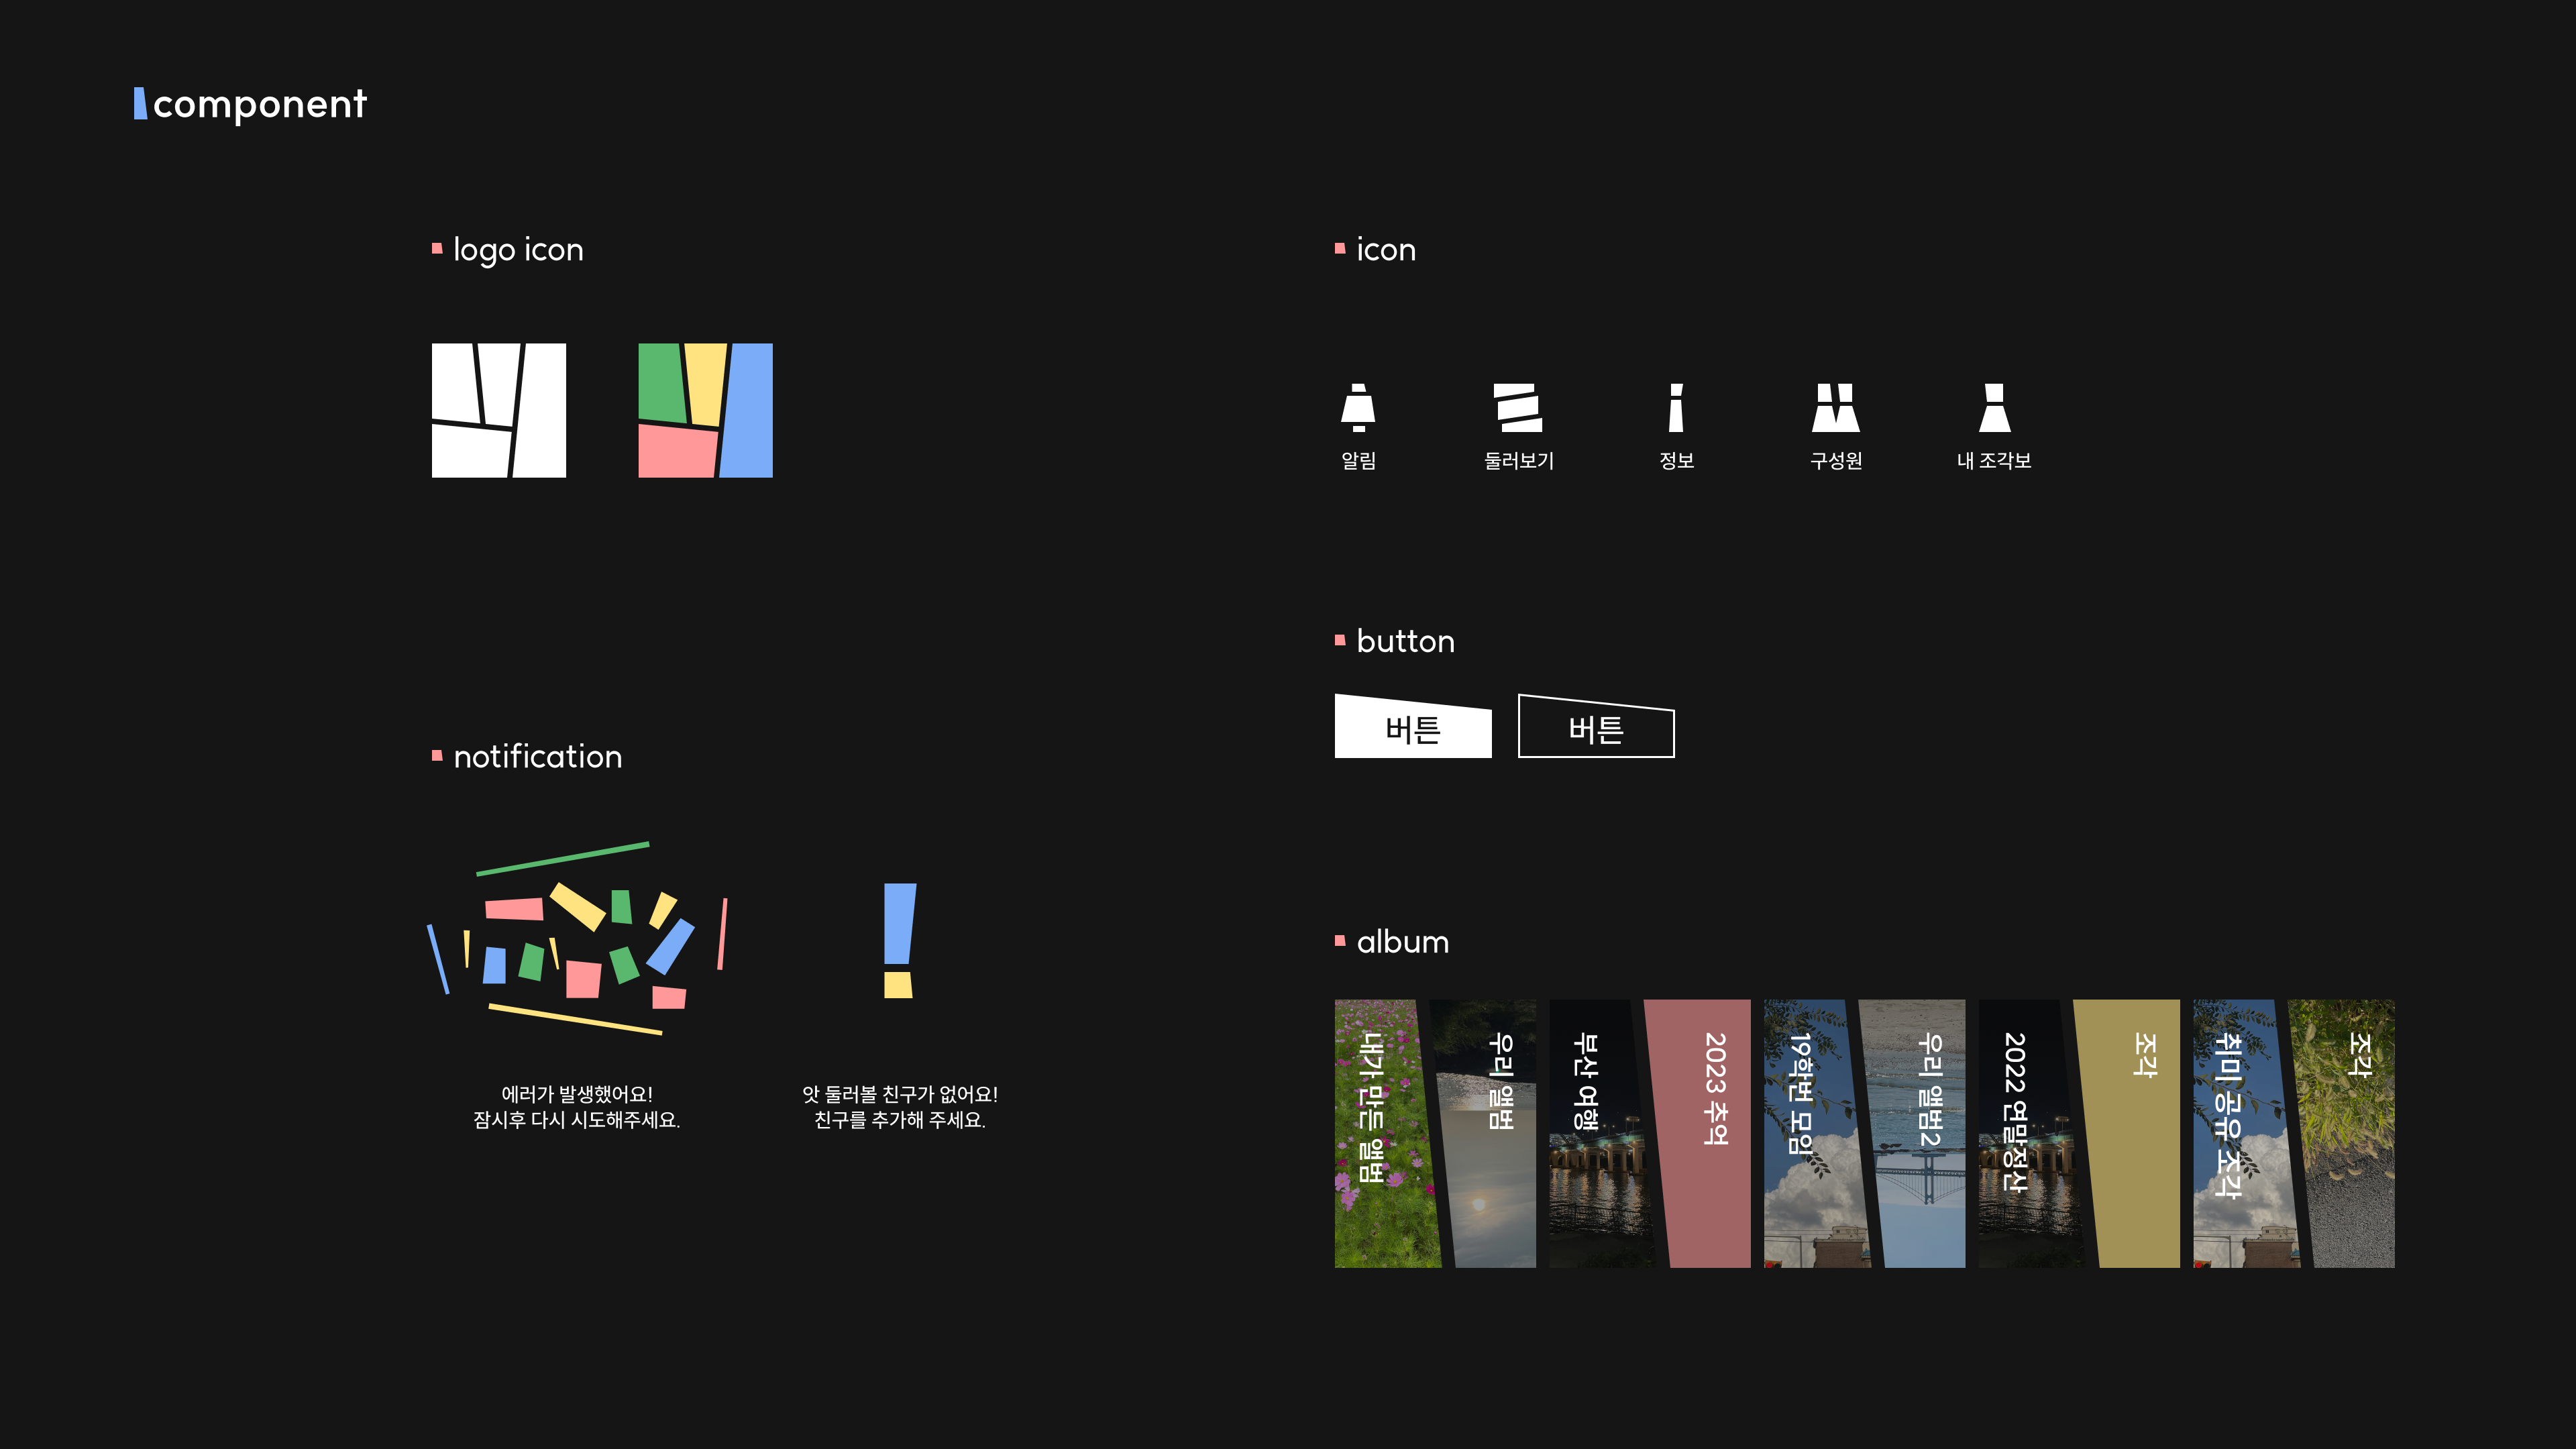 component
logo icon
icon
알림
둘러보기
정보
구성원
내 조각보
button
버튼
버튼
notification
에러가 발생했어요!
잠시후 다시 시도해주세요.
앗 둘러볼 친구가 없어요!
친구를 추가해 주세요.
album
내가 만든 앨범
우리 앨범
부산 여행
2023 추억
19학번 모임
우리 앨범2
2022 연말정산
조각
취미 공유 조각
조각